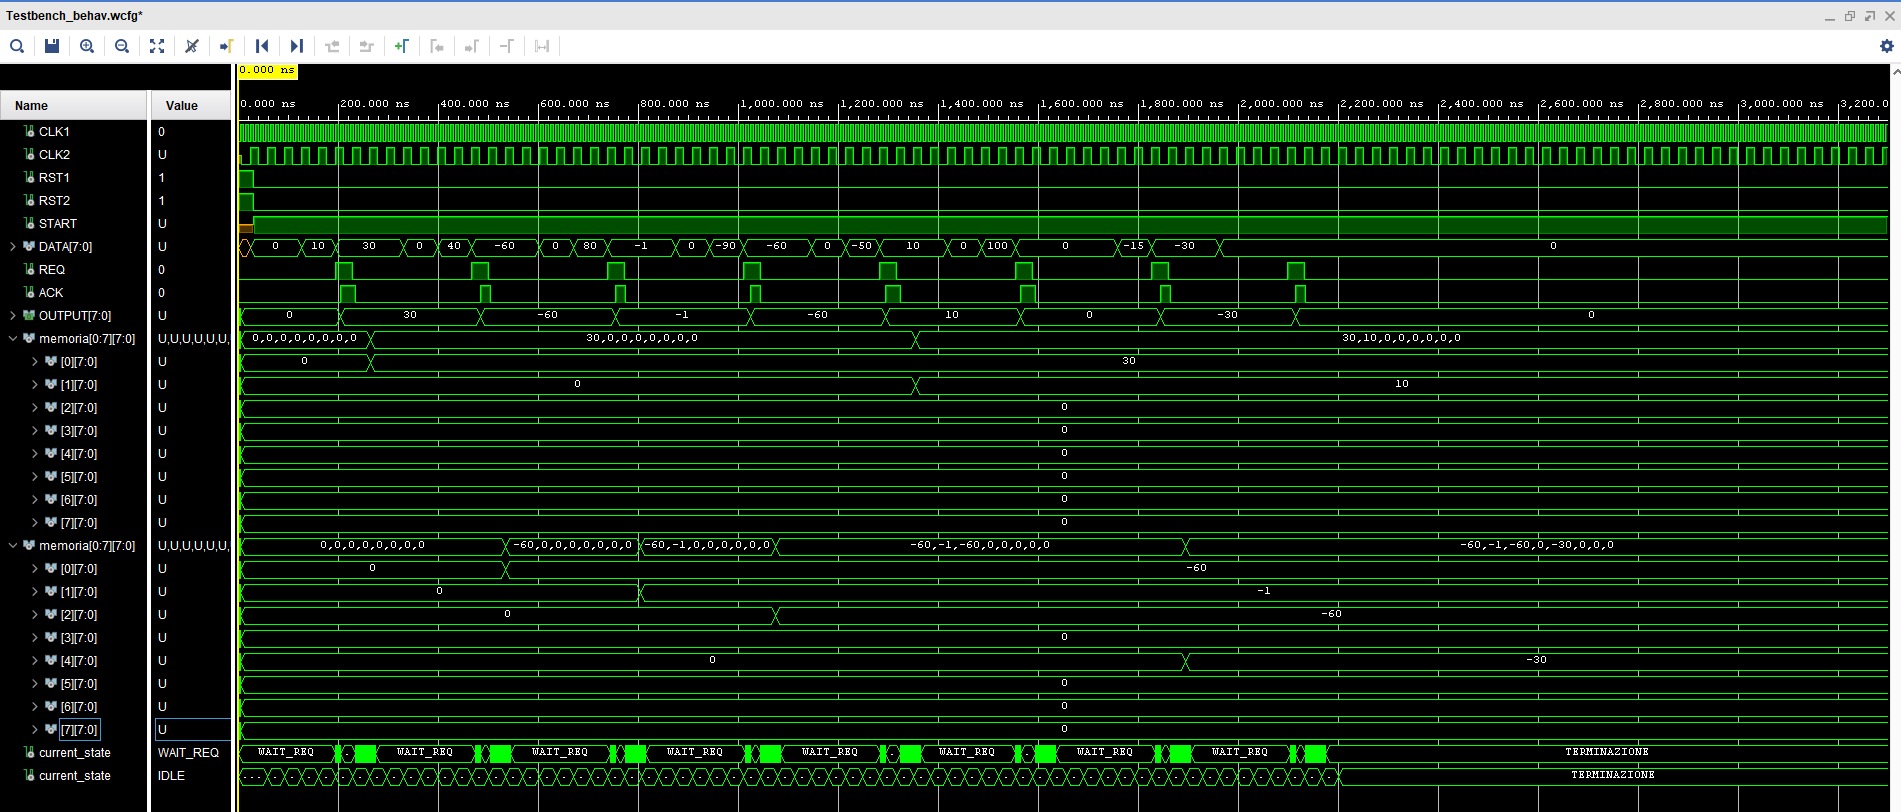 Testbench_behav.wcfg*
0.000 ns
Name Value
0.000 ns 200.000 ns 400.000 ns 600.000 ns 800.000 ns 1,000.000 ns 1,200.000 ns 1,400.000 ns 1,600.000 ns 1,800.000 ns 2,000.000 ns 2,200.000 ns 2,400.000 ns 2,600.000 ns 2,800.000 ns 3,000.000 ns 3,200.0
CLK1 0
CLK2 U
RST1 1
RST2 1
START U
DATA[7:0] U 0 10 30 0 40 -60 0 80 -1 0 -90 -60 0 -50 10 0 100 0 -15 -30 0
REQ 0
ACK 0
OUTPUT[7:0] U 0 30 -60 -1 -60 10 0 -30 0
memoria[0:7][7:0] U,U,U,U,U,U, 0,0,0,0,0,0,0,0 30,0,0,0,0,0,0,0 30,10,0,0,0,0,0,0
[0][7:0] U 0 30
[1][7:0] U 0 10
[2][7:0] U 0
[3][7:0] U 0
[4][7:0] U 0
[5][7:0] U 0
[6][7:0] U 0
[7][7:0] U 0
memoria[0:7][7:0] U,U,U,U,U,U, 0,0,0,0,0,0,0,0 -60,0,0,0,0,0,0,0 -60,-1,0,0,0,0,0,0 -60,-1,-60,0,0,0,0,0 -60,-1,-60,0,-30,0,0,0
[0][7:0] U 0 -60
[1][7:0] U 0 -1
[2][7:0] U 0 -60
[3][7:0] U 0
[4][7:0] U 0 -30
[5][7:0] U 0
[6][7:0] U 0
[7][7:0] U 0
current_state WAIT_REQ WAIT_REQ WAIT_REQ WAIT_REQ WAIT_REQ WAIT_REQ WAIT_REQ WAIT_REQ WAIT_REQ TERMINAZIONE
current_state IDLE TERMINAZIONE